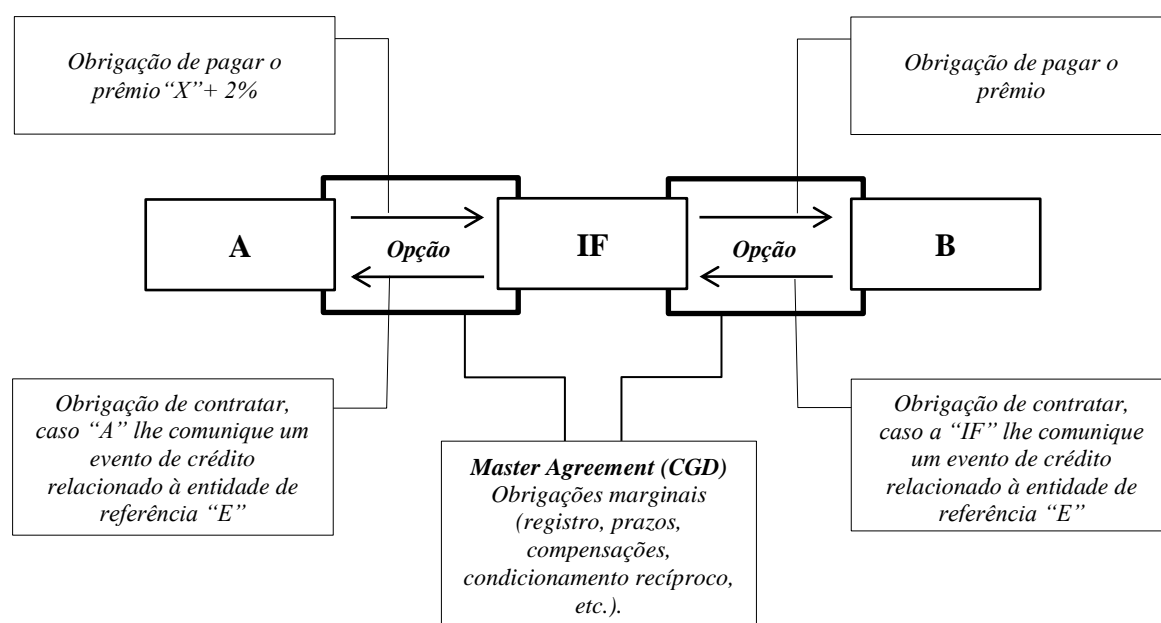 Obrigação de pagar o
prêmio“X”+ 2%
Obrigação de pagar o
prêmio
A
Opção
IF
Opção
B
Obrigação de contratar,
caso “A” lhe comunique um
evento de crédito
relacionado à entidade de
referência “E”
Master Agreement (CGD)
Obrigações marginais
(registro, prazos,
compensações,
condicionamento recíproco,
etc.).
Obrigação de contratar,
caso a “IF” lhe comunique
um evento de crédito
relacionado à entidade de
referência “E”